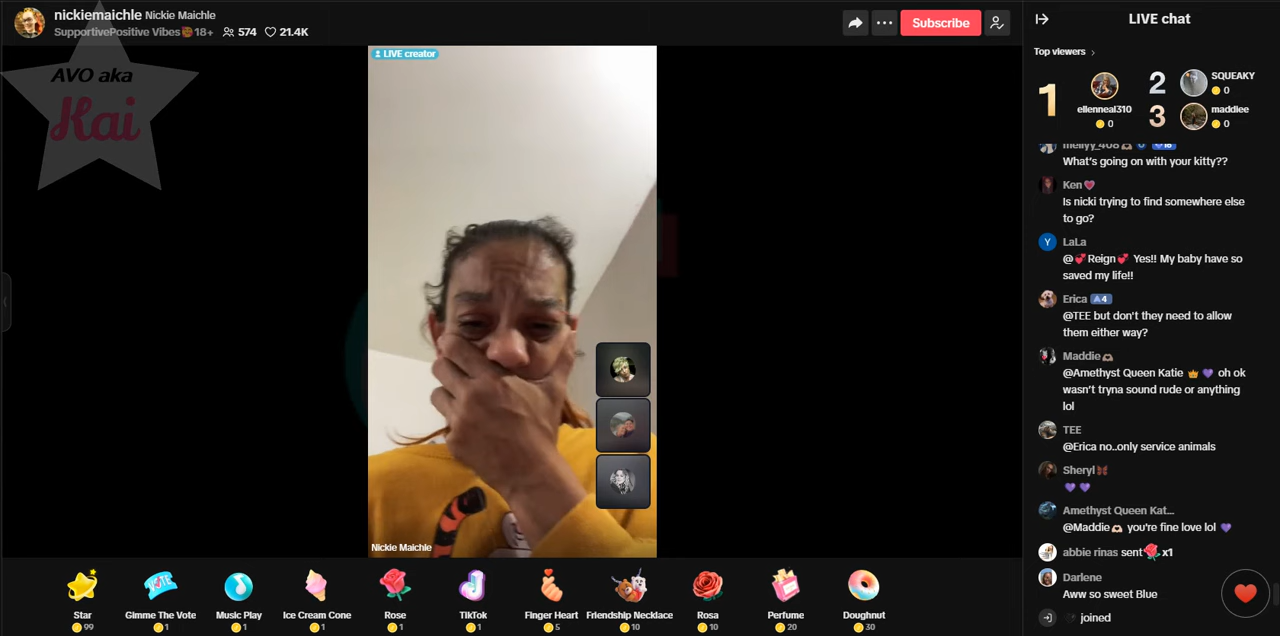 nickiemaichle Nickie Maichle
SupportivePositive Vibes 18+ 574 21.4K
Subscribe
AVO aka
Kai
LIVE creator
Nickie Maichle
Star
99
Gimme The Vote
1
Music Play
1
Ice Cream Cone
1
Rose
1
TikTok
1
Finger Heart
5
Friendship Necklace
10
Rosa
10
Perfume
20
Doughnut
30
LIVE chat
Top viewers
1
ellenneal310
0
2
SQUEAKY
0
3
maddlee
0
What's going on with your kitty??
Ken
Is nicki trying to find somewhere else
to go?
Y
LaLa
@💞Reign💞 Yes!! My baby have so
saved my life!!
Erica A4
@TEE but don't they need to allow
them either way?
Maddie
@Amethyst Queen Katie 👑 💜 oh ok
wasn't tryna sound rude or anything
lol
TEE
@Erica no..only service animals
Sheryl
💜 💜
Amethyst Queen Kat...
@Maddie🫶🏽 you're fine love lol 💜
abbie rinas sent x1
Darlene
Aww so sweet Blue
joined